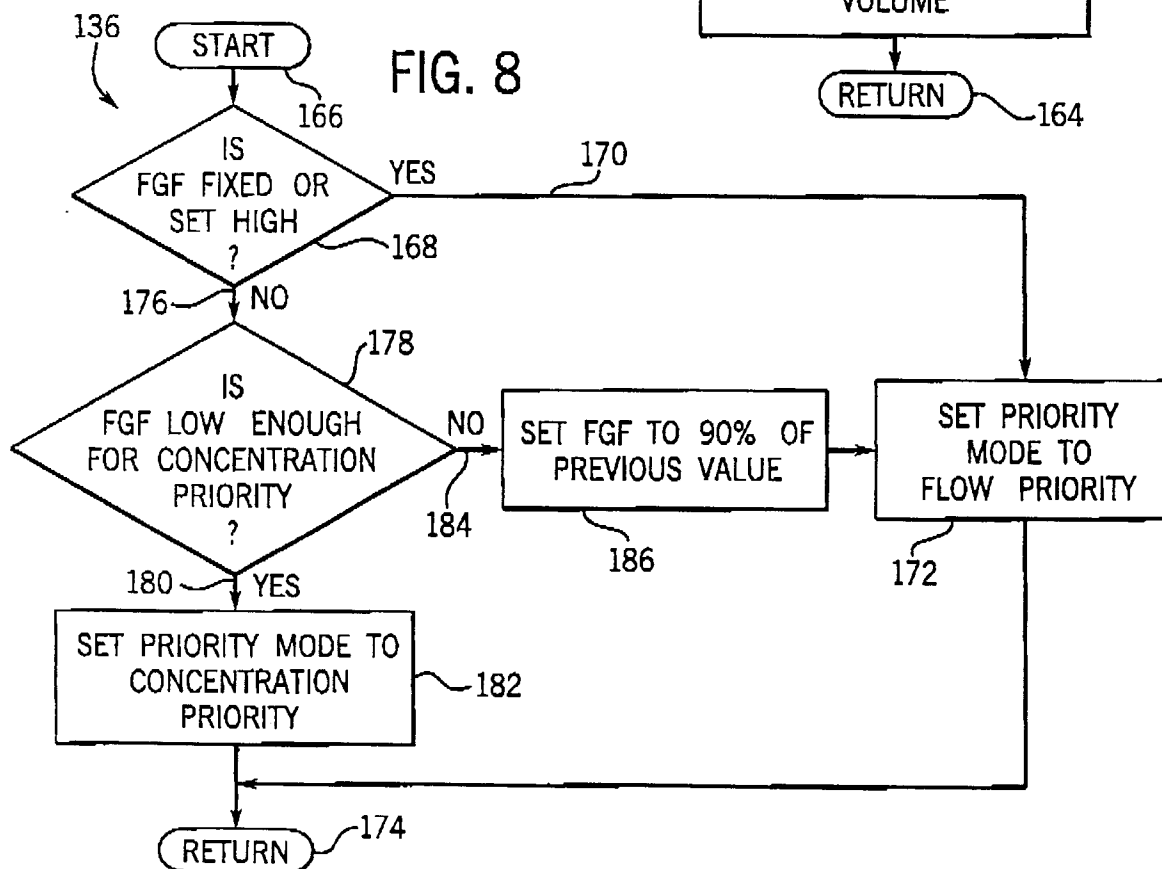 VOLUME
136
START
FIG. 8
166
RETURN
164
IS
FGF FIXED OR
SET HIGH
?
YES
170
168
176
NO
178
IS
FGF LOW ENOUGH
FOR CONCENTRATION
PRIORITY
?
NO
184
SET FGF TO 90% OF
PREVIOUS VALUE
186
SET PRIORITY
MODE TO
FLOW PRIORITY
172
180
YES
SET PRIORITY MODE TO
CONCENTRATION
PRIORITY
182
RETURN
174